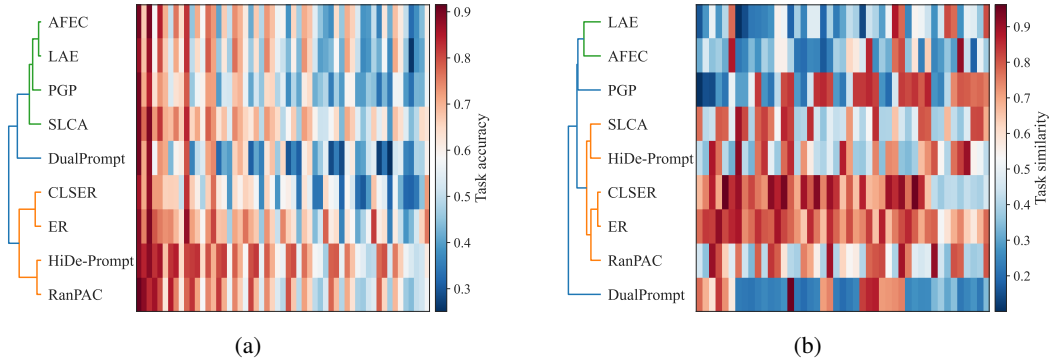 AFEC
LAE
PGP
SLCA
DualPrompt
CLSER
ER
HiDe-Prompt
RanPAC
0.9
0.8
0.7
0.6
0.5
0.4
0.3
Task accuracy
(a)
LAE
AFEC
PGP
SLCA
HiDe-Prompt
CLSER
ER
RanPAC
DualPrompt
0.9
0.8
0.7
0.6
0.5
0.4
0.3
0.2
Task similarity
(b)